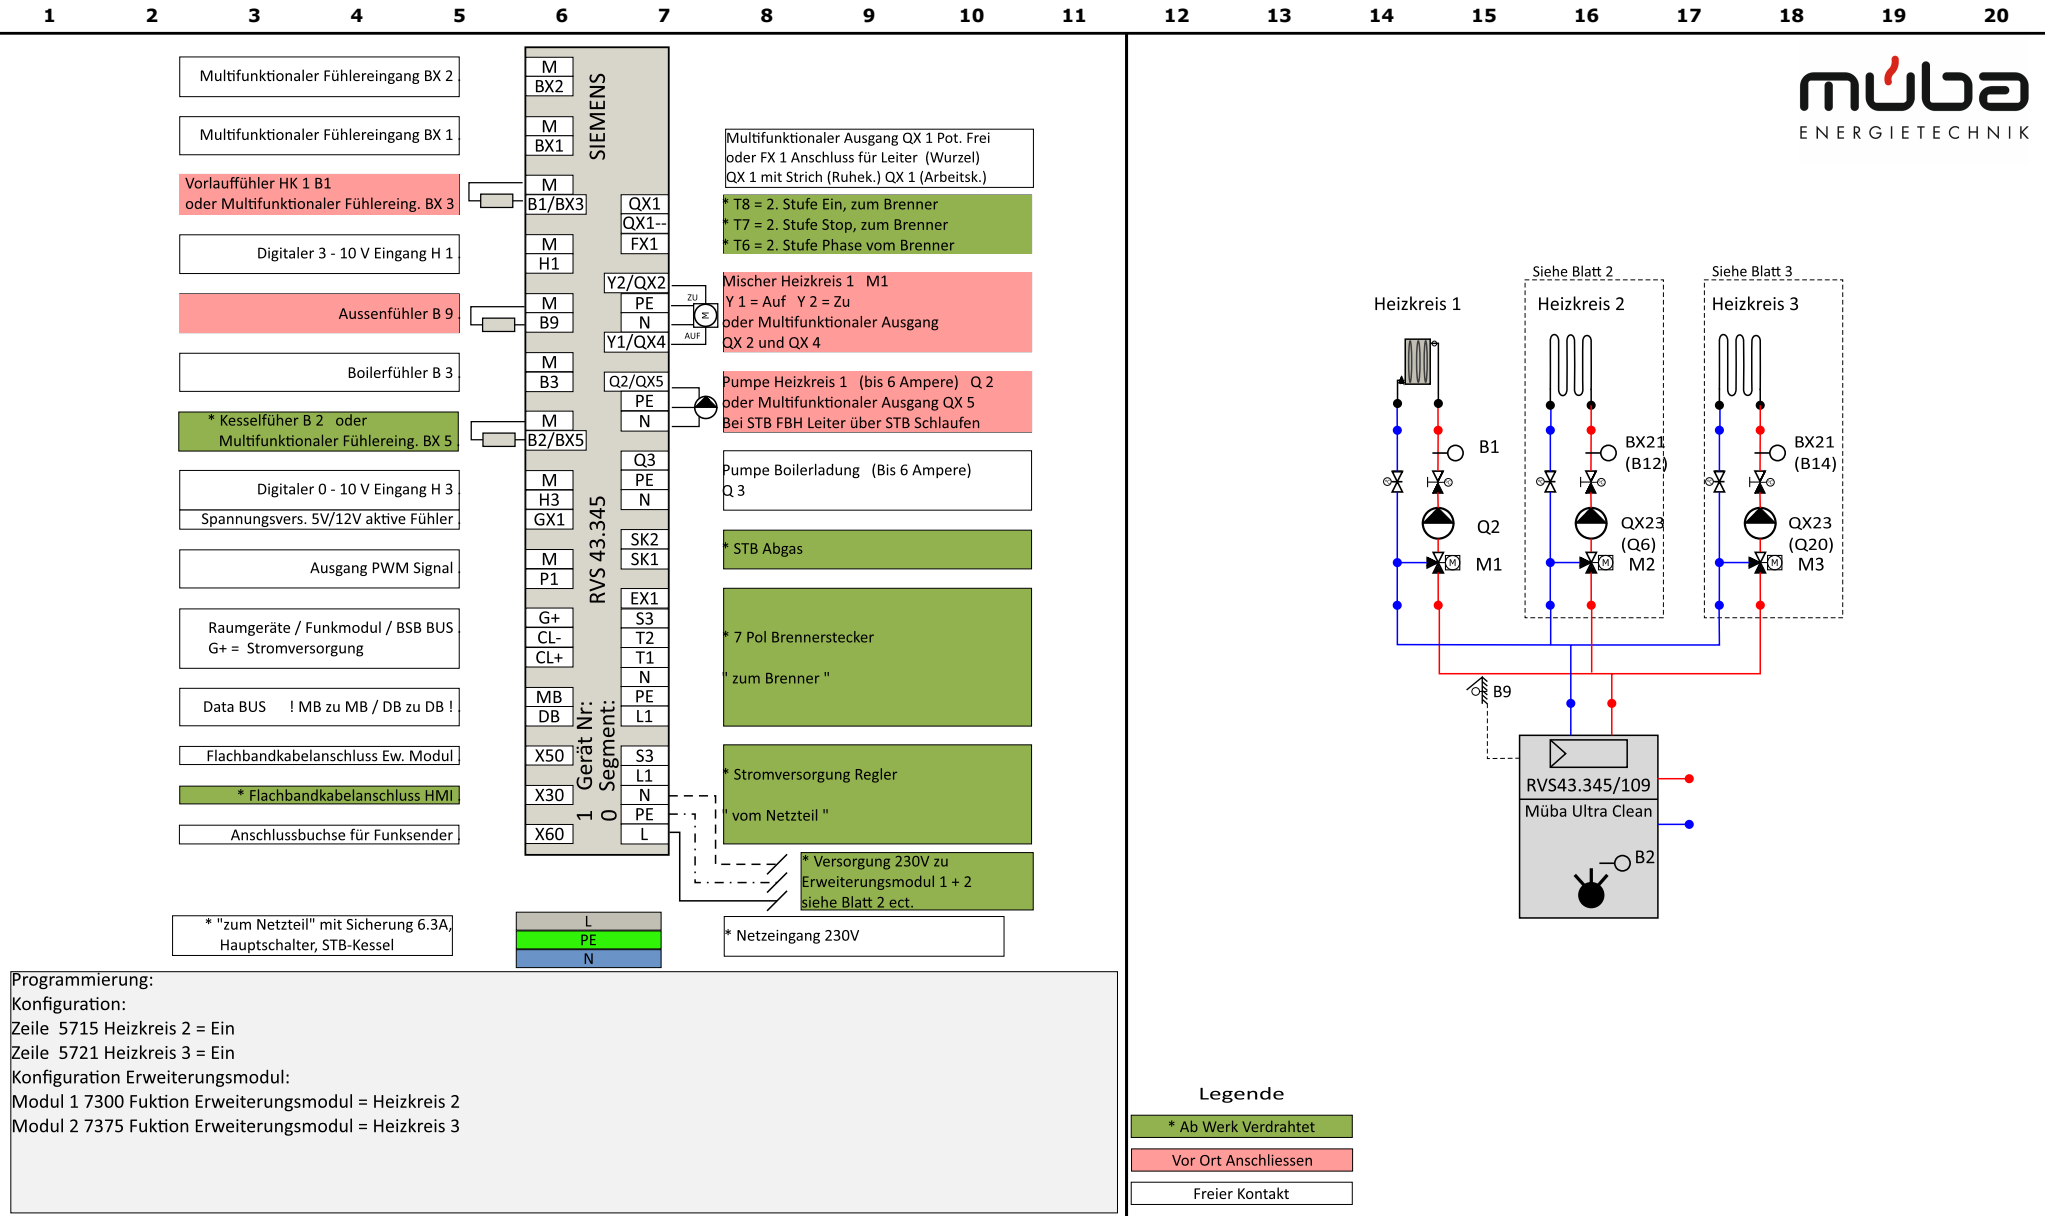 1 2 3 4 5 6 7 8 9 10 11 12 13 14 15 16 17 18 19 20
müba
ENERGIETECHNIK
Multifunktionaler Fühlereingang BX 2
Multifunktionaler Fühlereingang BX 1
Vorlauffühler HK 1 B1
oder Multifunktionaler Fühlereing. BX 3
Digitaler 3 - 10 V Eingang H 1
Aussenfühler B 9
Boilerfühler B 3
* Kesselfüher B 2 oder
Multifunktionaler Fühlereing. BX 5
Digitaler 0 - 10 V Eingang H 3
Spannungsvers. 5V/12V aktive Fühler
Ausgang PWM Signal
Raumgeräte / Funkmodul / BSB BUS
G+ = Stromversorgung
Data BUS ! MB zu MB / DB zu DB !
Flachbandkabelanschluss Ew. Modul
* Flachbandkabelanschluss HMI
Anschlussbuchse für Funksender
* "zum Netzteil" mit Sicherung 6.3A,
Hauptschalter, STB-Kessel
M
BX2
M
BX1
M
B1/BX3
M
H1
M
B9
M
B3
M
B2/BX5
M
H3
GX1
M
P1
G+
CL-
CL+
MB
DB
X50
X30
X60
SIEMENS
RVS 43.345
Gerät Nr:
1
Segment:
0
QX1
QX1--
FX1
Y2/QX2
PE
N
Y1/QX4
Q2/QX5
PE
N
Q3
PE
N
SK2
SK1
EX1
S3
T2
T1
N
PE
L1
S3
L1
N
PE
L
L
PE
N
ZU
M
AUF
Multifunktionaler Ausgang QX 1 Pot. Frei
oder FX 1 Anschluss für Leiter (Wurzel)
QX 1 mit Strich (Ruhek.) QX 1 (Arbeitsk.)
* T8 = 2. Stufe Ein, zum Brenner
* T7 = 2. Stufe Stop, zum Brenner
* T6 = 2. Stufe Phase vom Brenner
Mischer Heizkreis 1 M1
Y 1 = Auf Y 2 = Zu
oder Multifunktionaler Ausgang
QX 2 und QX 4
Pumpe Heizkreis 1 (bis 6 Ampere) Q 2
oder Multifunktionaler Ausgang QX 5
Bei STB FBH Leiter über STB Schlaufen
Pumpe Boilerladung (Bis 6 Ampere)
Q 3
* STB Abgas
* 7 Pol Brennerstecker
" zum Brenner "
* Stromversorgung Regler
" vom Netzteil "
* Versorgung 230V zu
Erweiterungsmodul 1 + 2
siehe Blatt 2 ect.
* Netzeingang 230V
Programmierung:
Konfiguration:
Zeile 5715 Heizkreis 2 = Ein
Zeile 5721 Heizkreis 3 = Ein
Konfiguration Erweiterungsmodul:
Modul 1 7300 Fuktion Erweiterungsmodul = Heizkreis 2
Modul 2 7375 Fuktion Erweiterungsmodul = Heizkreis 3
Siehe Blatt 2
Siehe Blatt 3
Heizkreis 1
Heizkreis 2
Heizkreis 3
B1
Q2
M1
BX21
(B12)
QX23
(Q6)
M
M2
BX21
(B14)
QX23
(Q20)
M
M3
M
B9
RVS43.345/109
Müba Ultra Clean
B2
Legende
* Ab Werk Verdrahtet
Vor Ort Anschliessen
Freier Kontakt